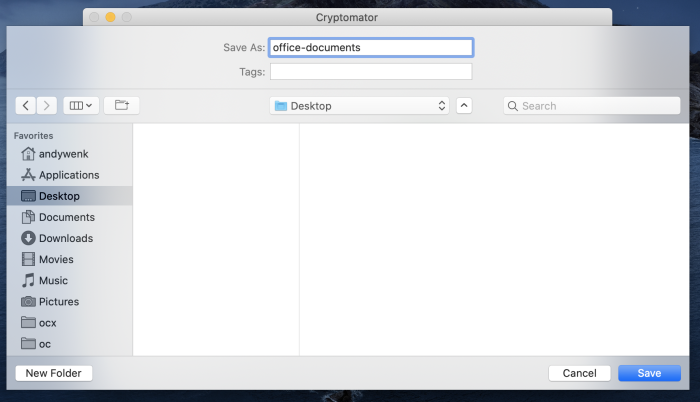 Cryptomator
Save As: office-documents
Tags:
Desktop
Search
Favorites
andywenk
Applications
Desktop
Documents
Downloads
Movies
Music
Pictures
ocx
oc
New Folder
Cancel
Save